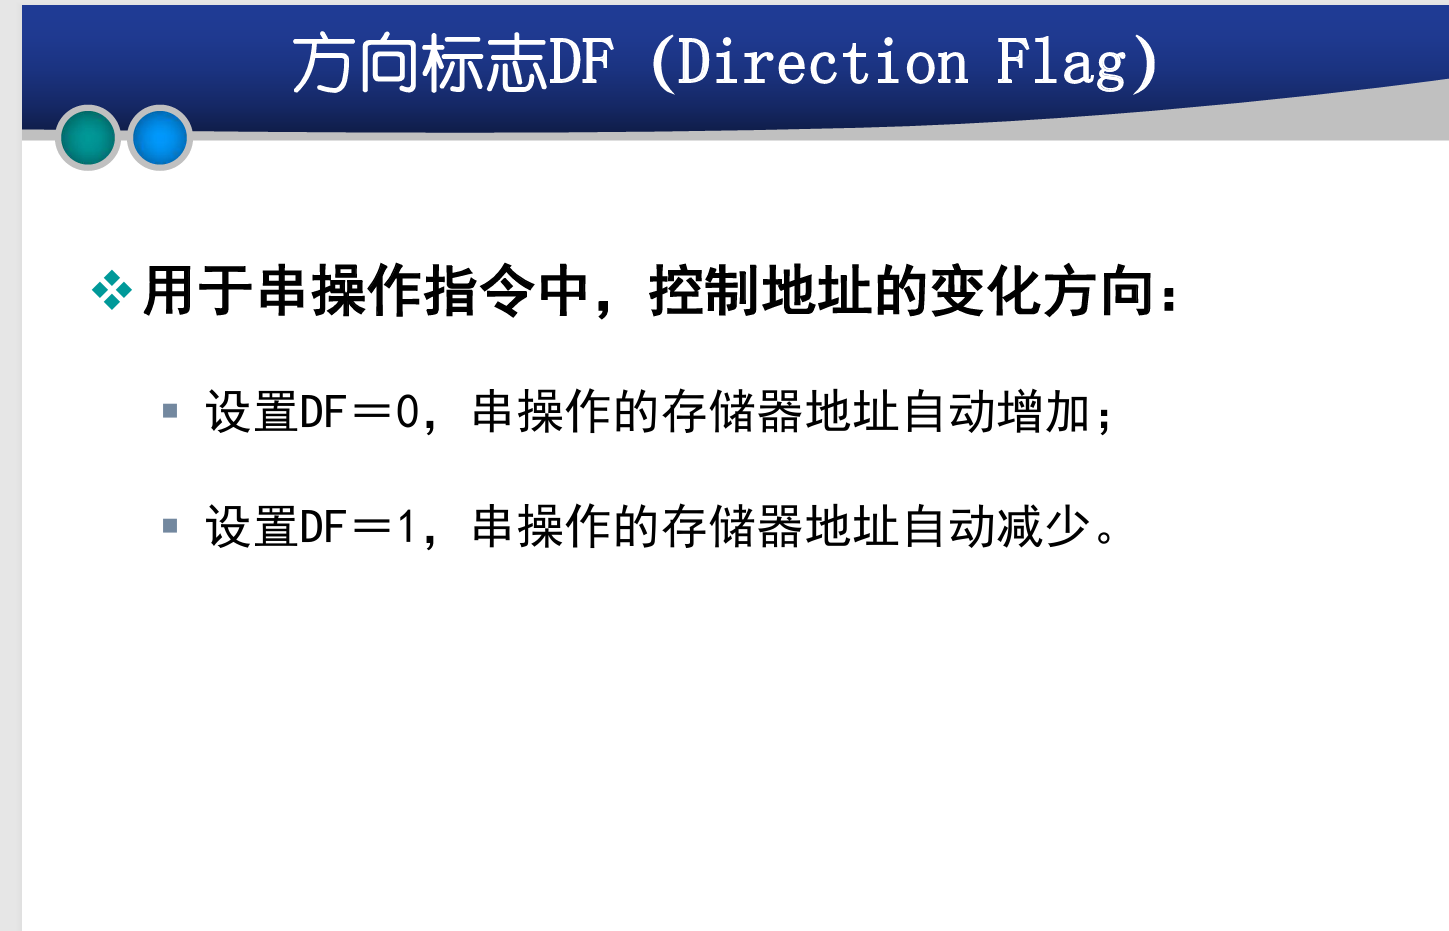 方向标志DF (Direction Flag)
用于串操作指令中，控制地址的变化方向：
设置DF＝0，串操作的存储器地址自动增加；
设置DF＝1，串操作的存储器地址自动减少。